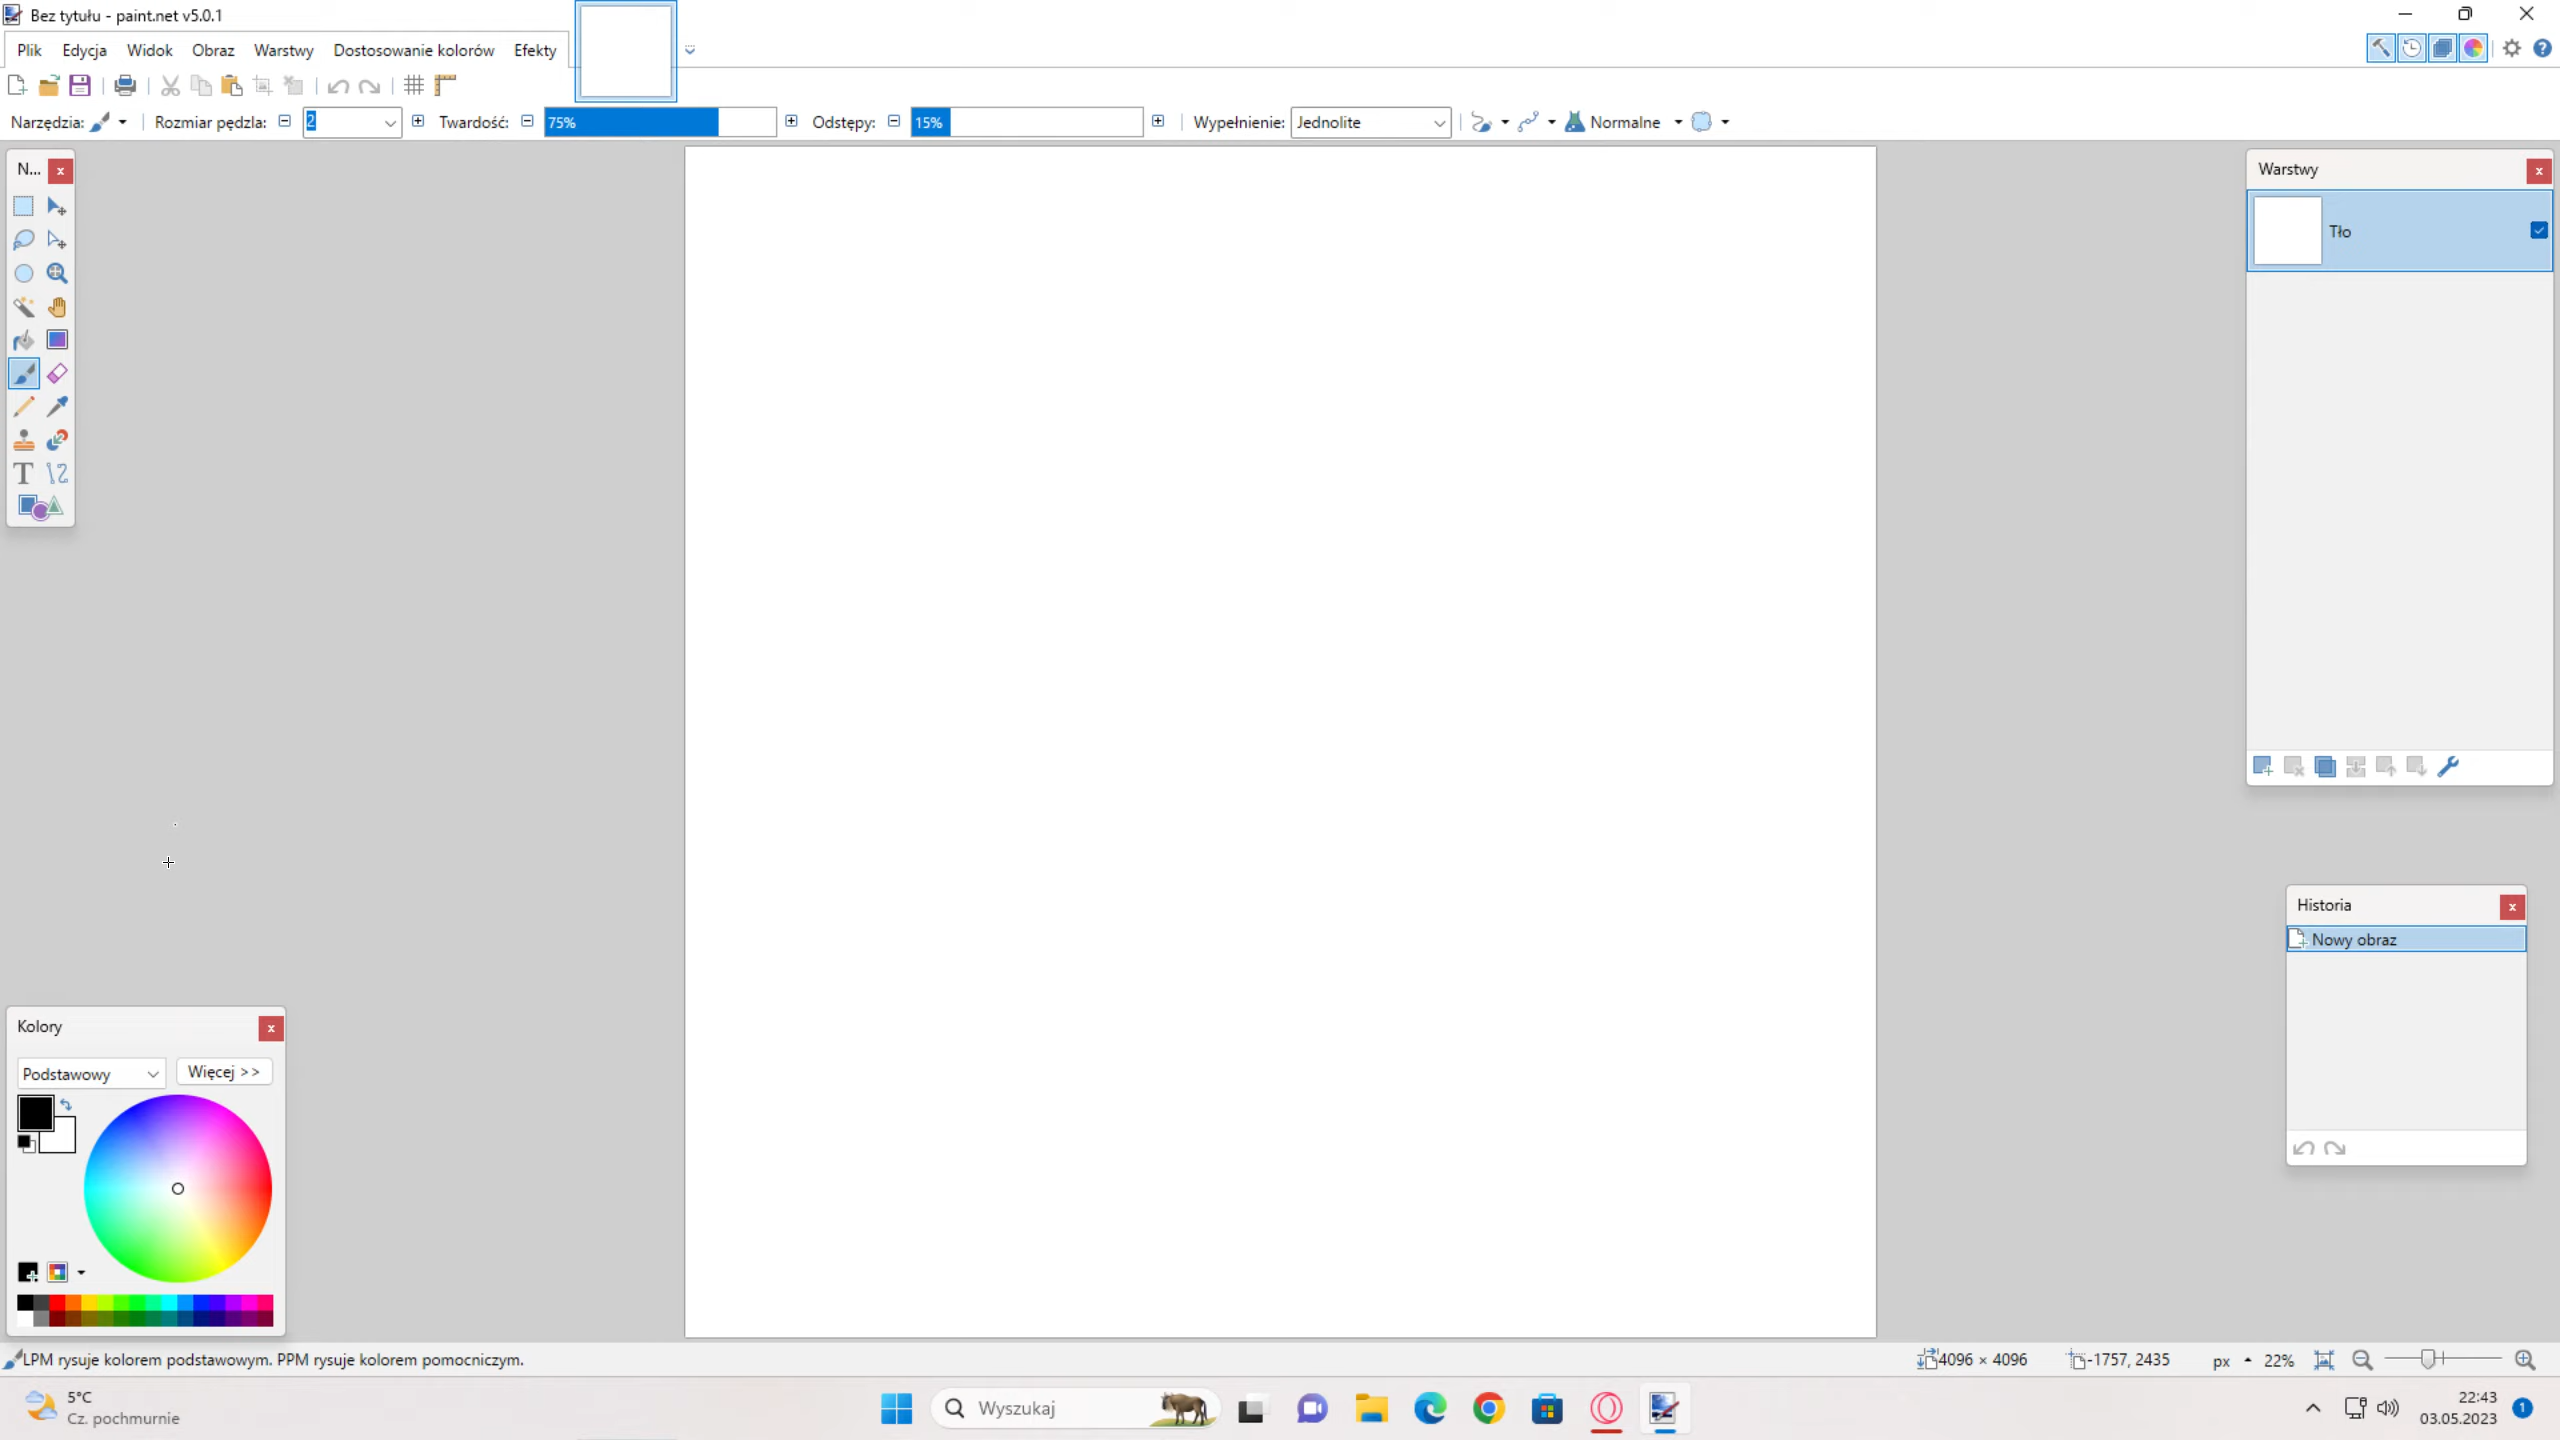 Bez tytułu - paint.net v5.0.1
Plik Edycja Widok Obraz Warstwy Dostosowanie kolorów Efekty
Narzędzia: Rozmiar pędzla: 2 Twardość: 75% Odstępy: 15% Wypełnienie: Jednolite Normalne
N...
Warstwy
Tło
Historia
Nowy obraz
Kolory
Podstawowy Więcej >>
LPM rysuje kolorem podstawowym. PPM rysuje kolorem pomocniczym.
4096 × 4096 -1757, 2435 px 22%
5°C
Cz. pochmurnie
Wyszukaj
22:43
03.05.2023
1